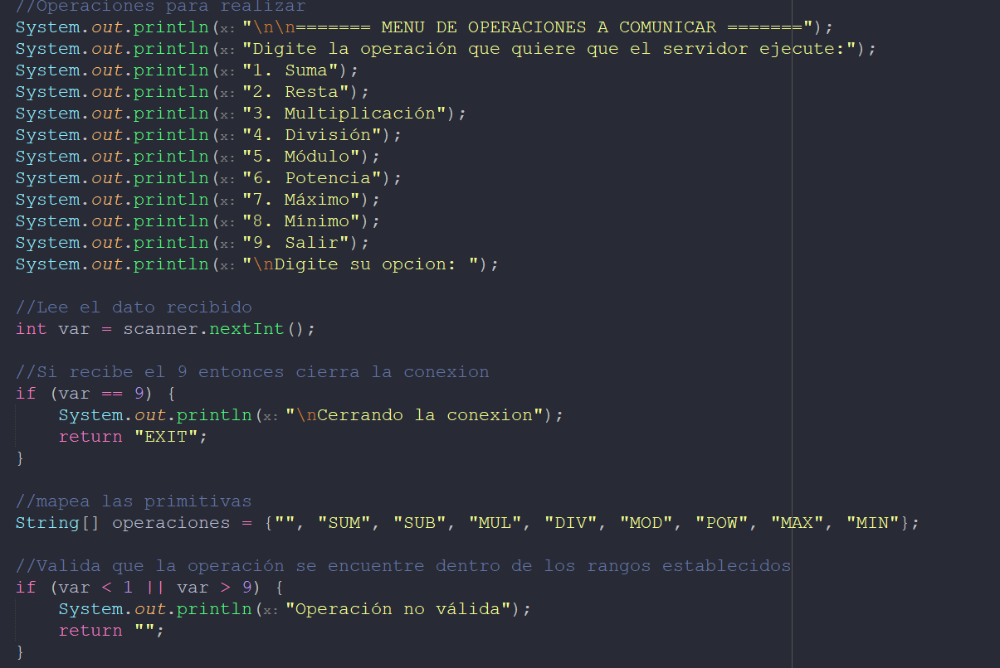 //Operaciones para realizar
System.out.println(x: "\n\n======= MENU DE OPERACIONES A COMUNICAR =======");
System.out.println(x: "Digite la operación que quiere que el servidor ejecute:");
System.out.println(x: "1. Suma");
System.out.println(x: "2. Resta");
System.out.println(x: "3. Multiplicación");
System.out.println(x: "4. División");
System.out.println(x: "5. Módulo");
System.out.println(x: "6. Potencia");
System.out.println(x: "7. Máximo");
System.out.println(x: "8. Mínimo");
System.out.println(x: "9. Salir");
System.out.println(x: "\nDigite su opcion: ");
//Lee el dato recibido
int var = scanner.nextInt();
//Si recibe el 9 entonces cierra la conexion
if (var == 9) {
    System.out.println(x: "\nCerrando la conexion");
    return "EXIT";
}
//mapea las primitivas
String[] operaciones = {"", "SUM", "SUB", "MUL", "DIV", "MOD", "POW", "MAX", "MIN"};
//Valida que la operación se encuentre dentro de los rangos establecidos
if (var < 1 || var > 9) {
    System.out.println(x: "Operación no válida");
    return "";
}